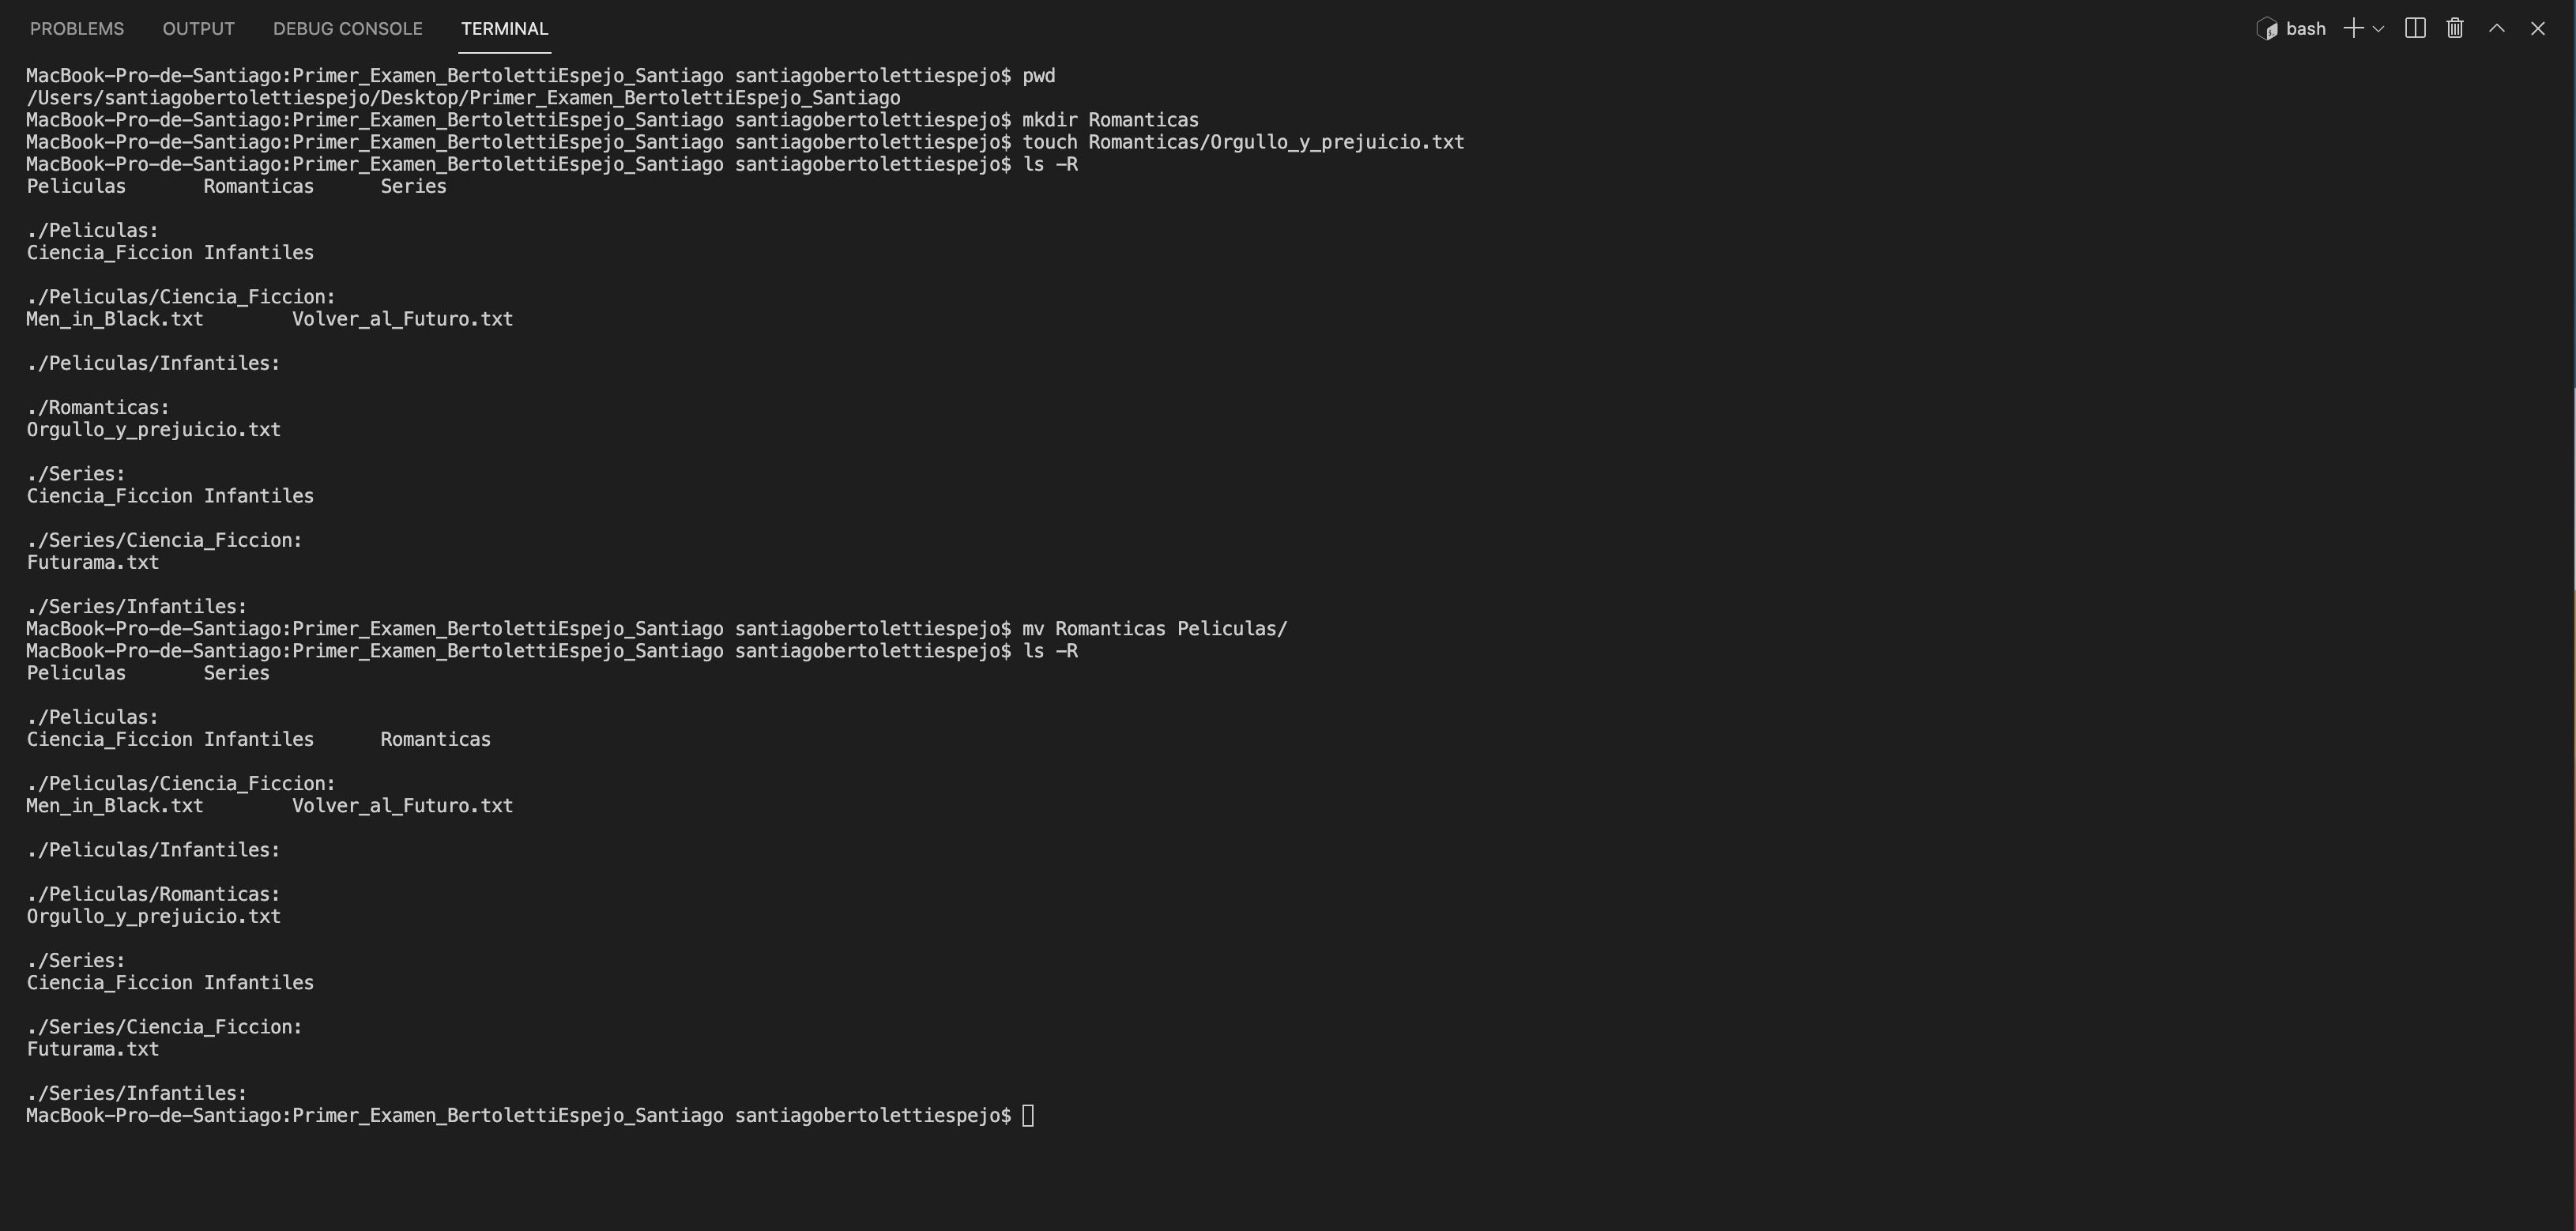 PROBLEMS OUTPUT DEBUG CONSOLE TERMINAL bash
MacBook-Pro-de-Santiago:Primer_Examen_BertolettiEspejo_Santiago santiagobertolettiespejo$ pwd
/Users/santiagobertolettiespejo/Desktop/Primer_Examen_BertolettiEspejo_Santiago
MacBook-Pro-de-Santiago:Primer_Examen_BertolettiEspejo_Santiago santiagobertolettiespejo$ mkdir Romanticas
MacBook-Pro-de-Santiago:Primer_Examen_BertolettiEspejo_Santiago santiagobertolettiespejo$ touch Romanticas/Orgullo_y_prejuicio.txt
MacBook-Pro-de-Santiago:Primer_Examen_BertolettiEspejo_Santiago santiagobertolettiespejo$ ls -R
Peliculas Romanticas Series
./Peliculas:
Ciencia_Ficcion Infantiles
./Peliculas/Ciencia_Ficcion:
Men_in_Black.txt Volver_al_Futuro.txt
./Peliculas/Infantiles:
./Romanticas:
Orgullo_y_prejuicio.txt
./Series:
Ciencia_Ficcion Infantiles
./Series/Ciencia_Ficcion:
Futurama.txt
./Series/Infantiles:
MacBook-Pro-de-Santiago:Primer_Examen_BertolettiEspejo_Santiago santiagobertolettiespejo$ mv Romanticas Peliculas/
MacBook-Pro-de-Santiago:Primer_Examen_BertolettiEspejo_Santiago santiagobertolettiespejo$ ls -R
Peliculas Series
./Peliculas:
Ciencia_Ficcion Infantiles Romanticas
./Peliculas/Ciencia_Ficcion:
Men_in_Black.txt Volver_al_Futuro.txt
./Peliculas/Infantiles:
./Peliculas/Romanticas:
Orgullo_y_prejuicio.txt
./Series:
Ciencia_Ficcion Infantiles
./Series/Ciencia_Ficcion:
Futurama.txt
./Series/Infantiles:
MacBook-Pro-de-Santiago:Primer_Examen_BertolettiEspejo_Santiago santiagobertolettiespejo$